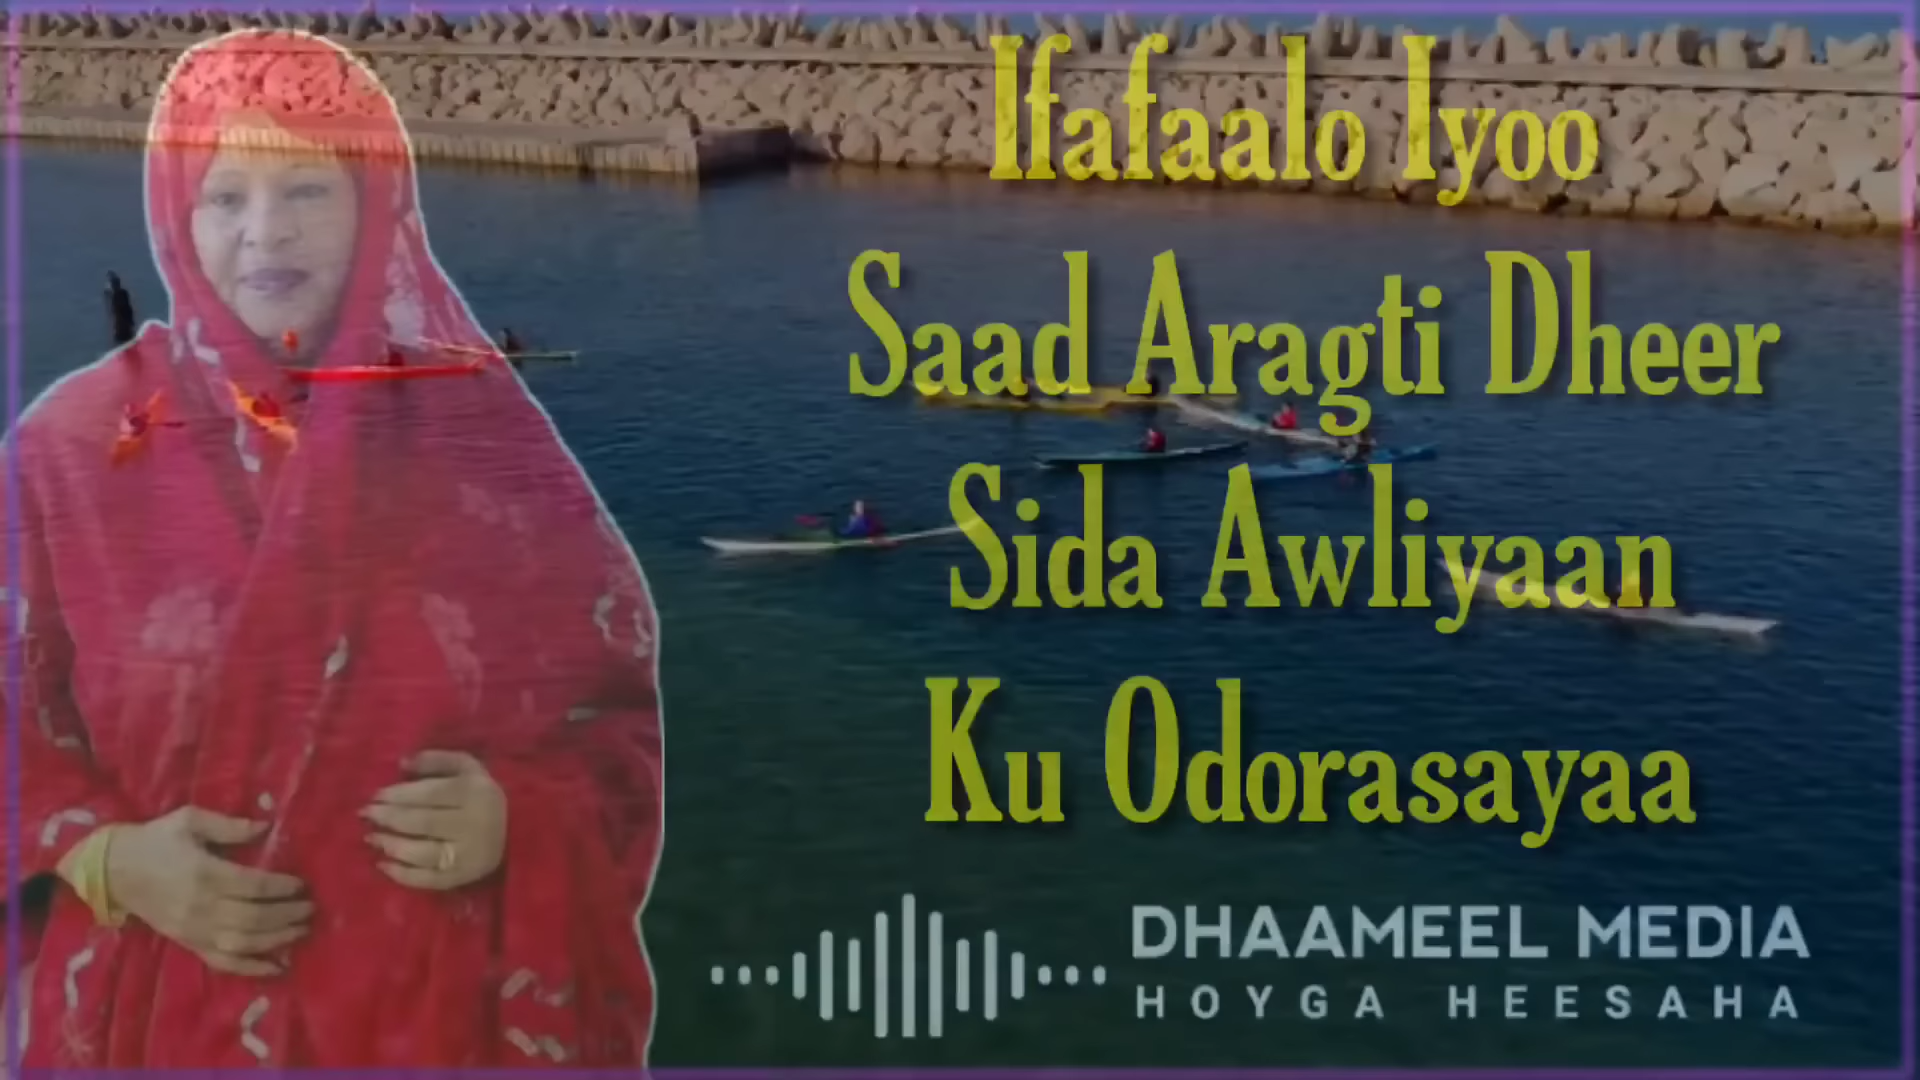 Ifafaalo Iyoo
Saad Aragti Dheer
Sida Awliyaan
Ku Odorasayaa
DHAAMEEL MEDIA
HOYGA HEESAHA